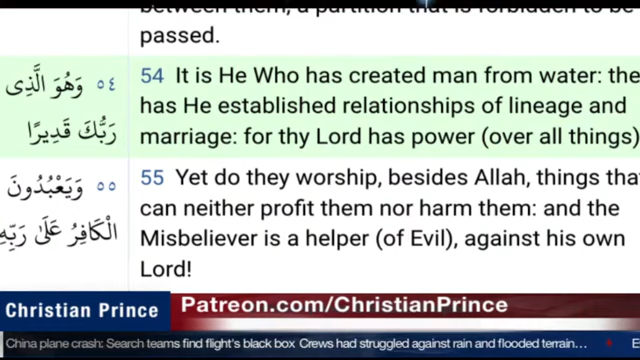 between them, a partition that is forbidden to be
passed.
٥٤ وَهُوَ الَّذِى
رَبُّكَ قَدِيرًا
54 It is He Who has created man from water: the
has He established relationships of lineage and
marriage: for thy Lord has power (over all things)
٥٥ وَيَعْبُدُونَ
الْكَافِرُ عَلَىٰ رَبِّهِ
55 Yet do they worship, besides Allah, things that
can neither profit them nor harm them: and the
Misbeliever is a helper (of Evil), against his own
Lord!
Christian Prince
Patreon.com/ChristianPrince
China plane crash: Search teams find flight's black box Crews had struggled against rain and flooded terrain… E